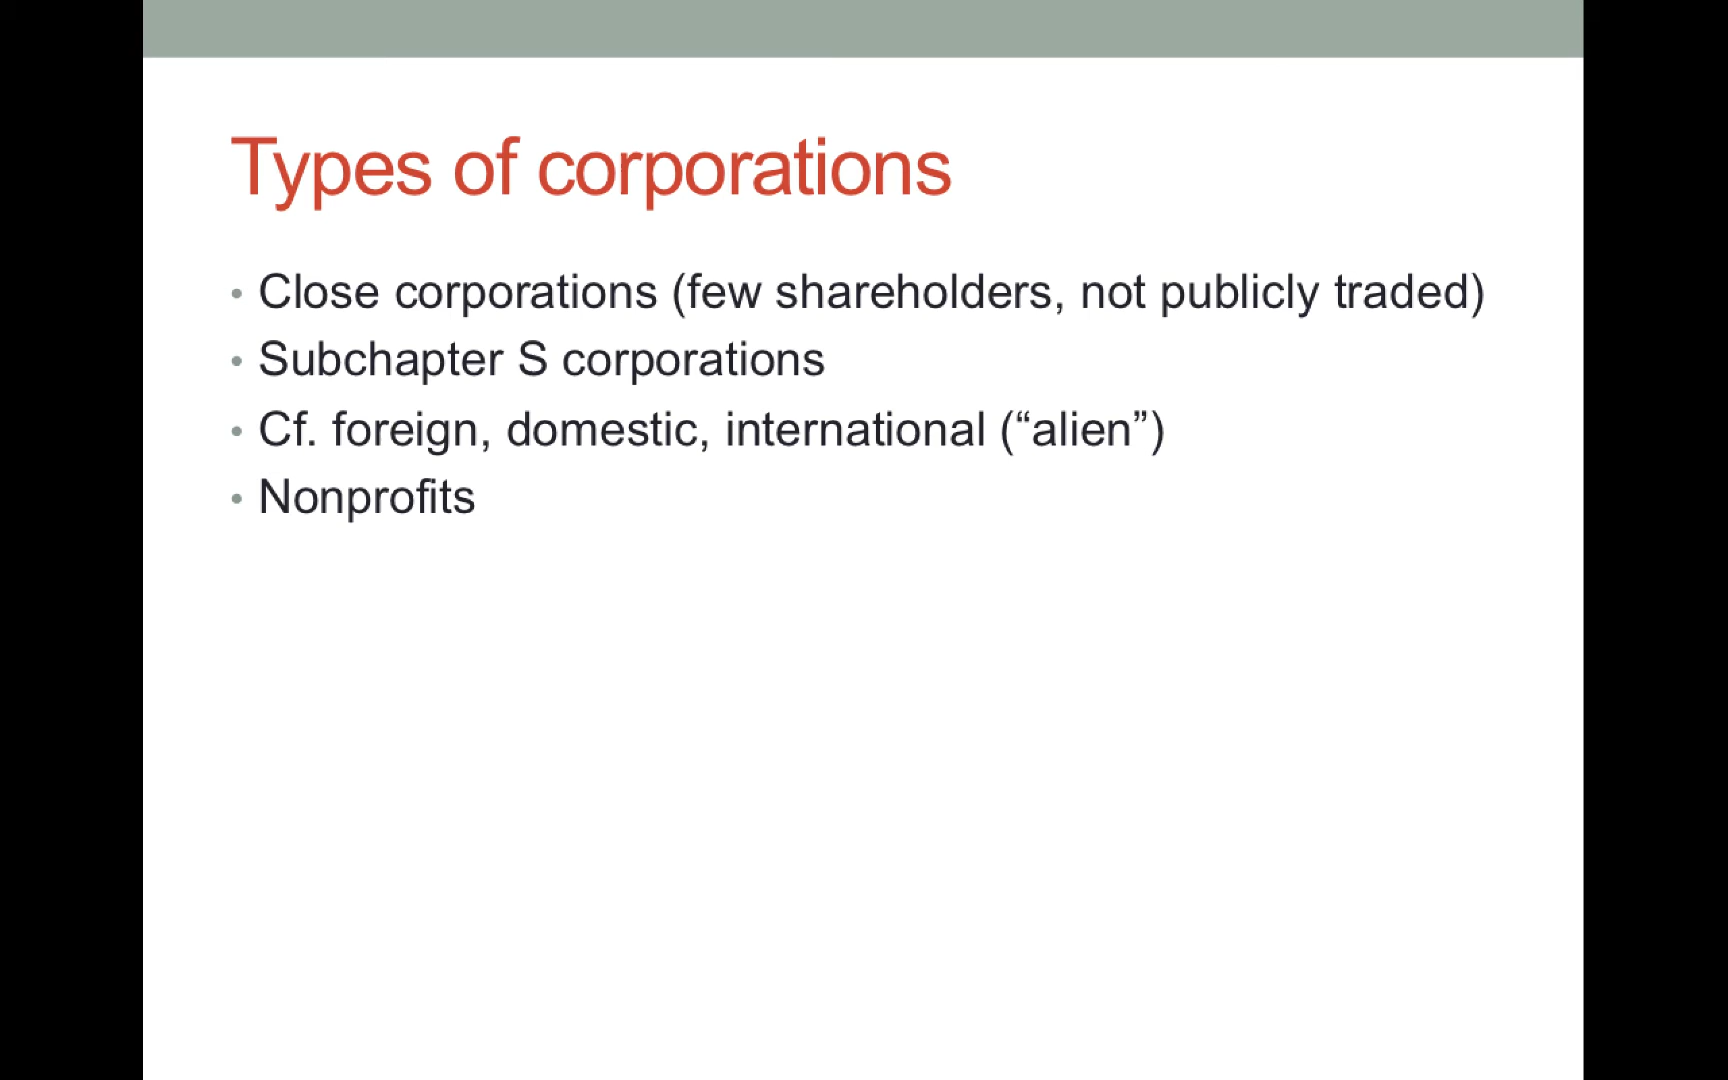 Types of corporations
• Close corporations (few shareholders, not publicly traded)
• Subchapter S corporations
• Cf. foreign, domestic, international (“alien”)
• Nonprofits